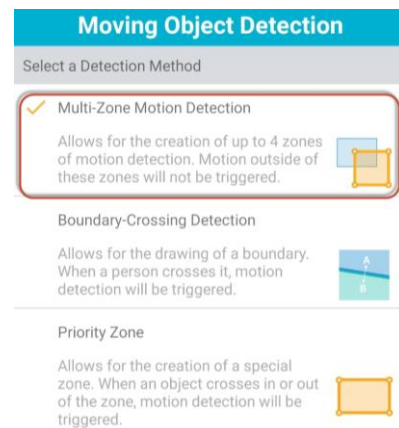 Moving Object Detection
Select a Detection Method
Multi-Zone Motion Detection
Allows for the creation of up to 4 zones
of motion detection. Motion outside of
these zones will not be triggered.
Boundary-Crossing Detection
Allows for the drawing of a boundary.
When a person crosses it, motion
detection will be triggered.
A
B
Priority Zone
Allows for the creation of a special
zone. When an object crosses in or out
of the zone, motion detection will be
triggered.